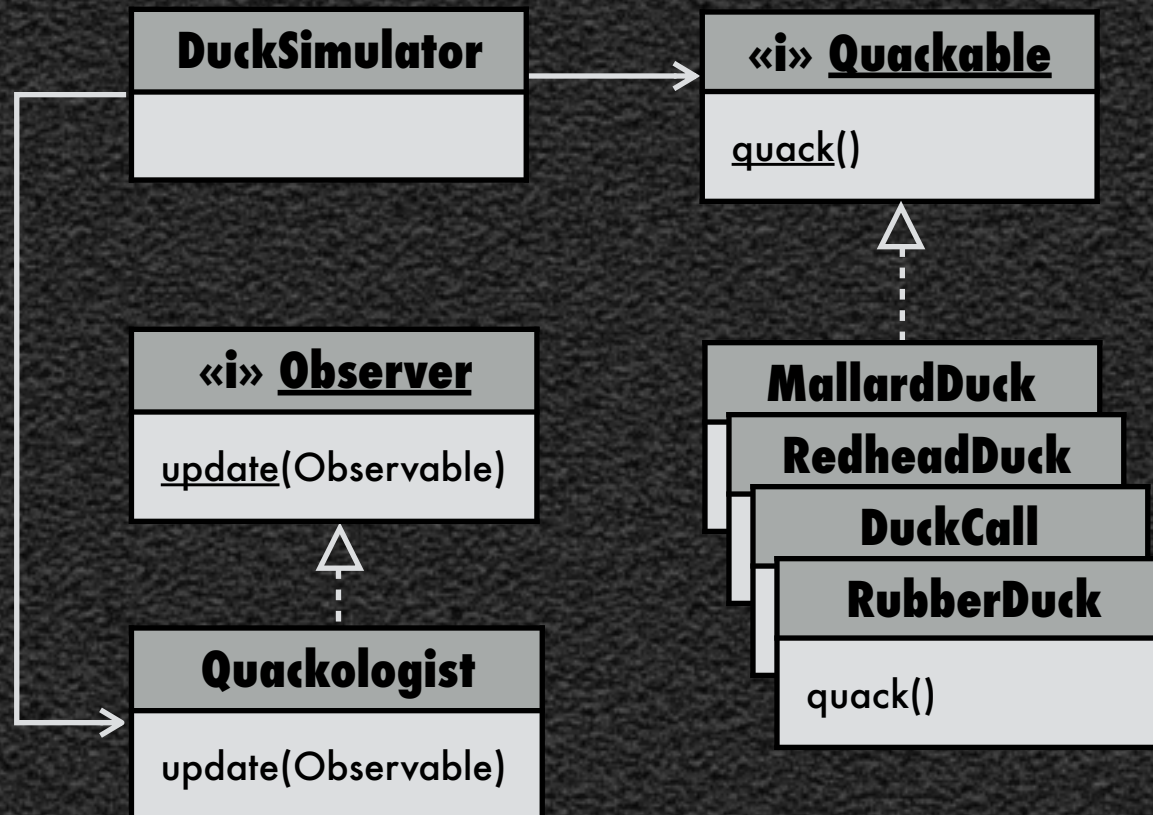 DuckSimulator
«i» Quackable
quack()
«i» Observer
update(Observable)
MallardDuck
RedheadDuck
DuckCall
RubberDuck
quack()
Quackologist
update(Observable)